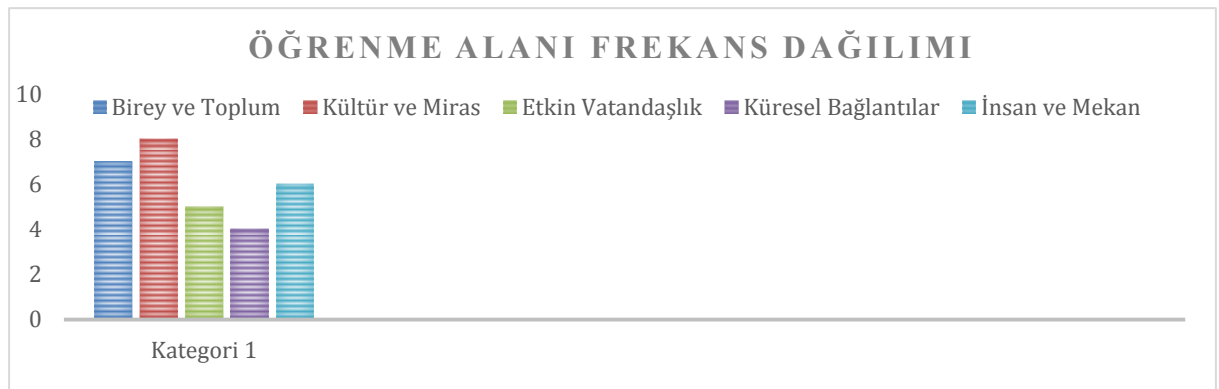 ÖĞRENME ALANI FREKANS DAĞILIMI
Birey ve Toplum Kültür ve Miras Etkin Vatandaşlık Küresel Bağlantılar İnsan ve Mekan
10
8
6
4
2
0
Kategori 1